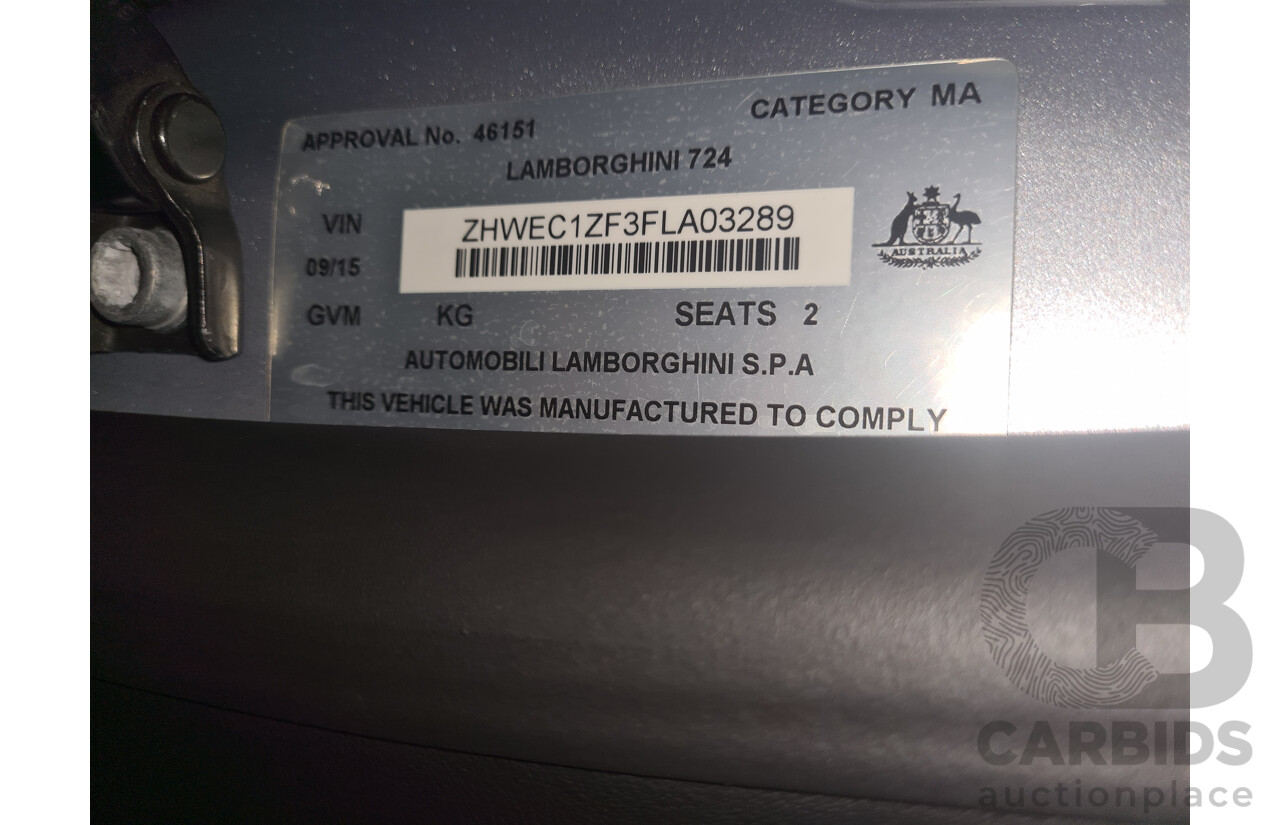 CATEGORY MA
APPROVAL No. 46151
LAMBORGHINI 724
VIN
ZHWEC1ZF3FLA03289
AUSTRALIA
09/15
GVM KG SEATS 2
AUTOMOBILI LAMBORGHINI S.P.A
THIS VEHICLE WAS MANUFACTURED TO COMPLY
CB
CARBIDS
auctionplace